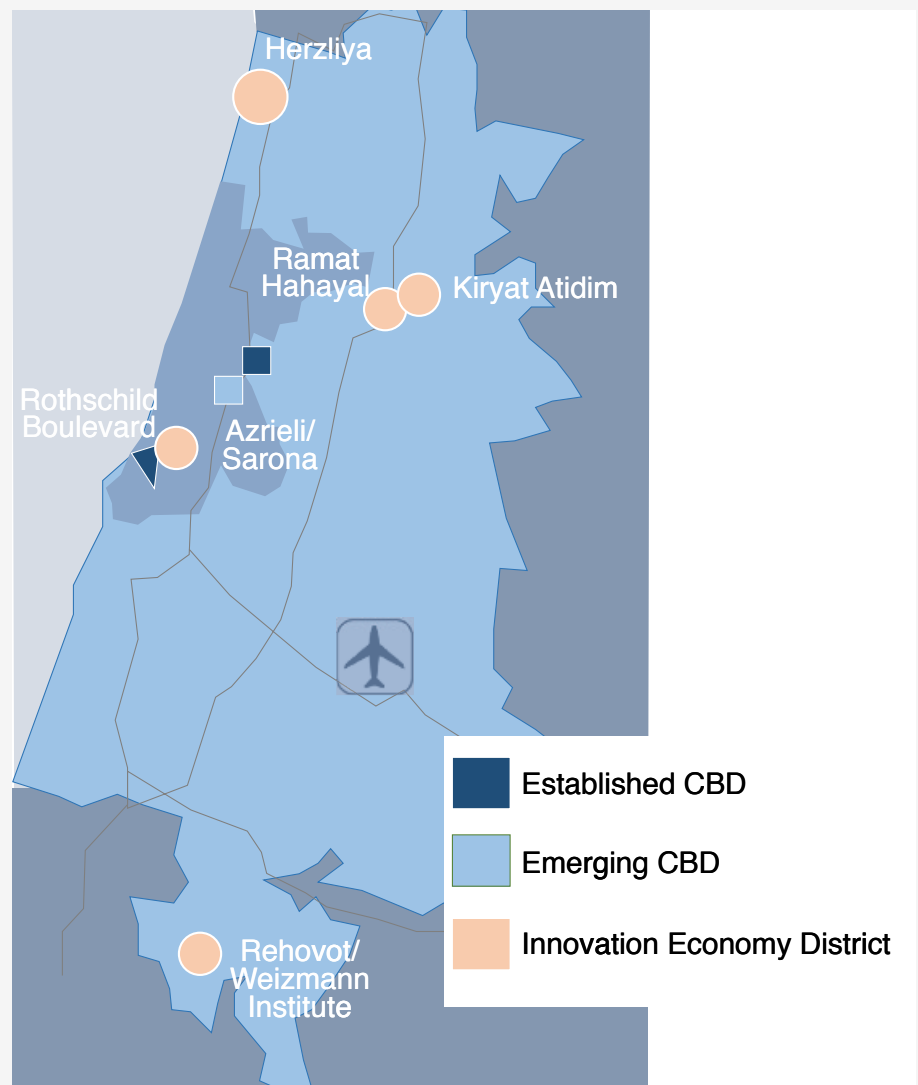 Herzliya
Ramat
Hahayal
Kiryat Atidim
Rothschild
Boulevard
Azrieli/
Sarona
Established CBD
Emerging CBD
Innovation Economy District
Rehovot/
Weizmann
Institute